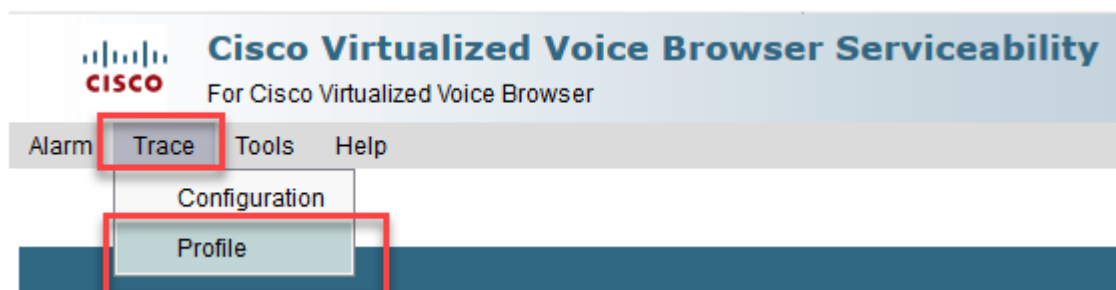 CISCO
Cisco Virtualized Voice Browser Serviceability
For Cisco Virtualized Voice Browser
Alarm Trace Tools Help
Configuration
Profile